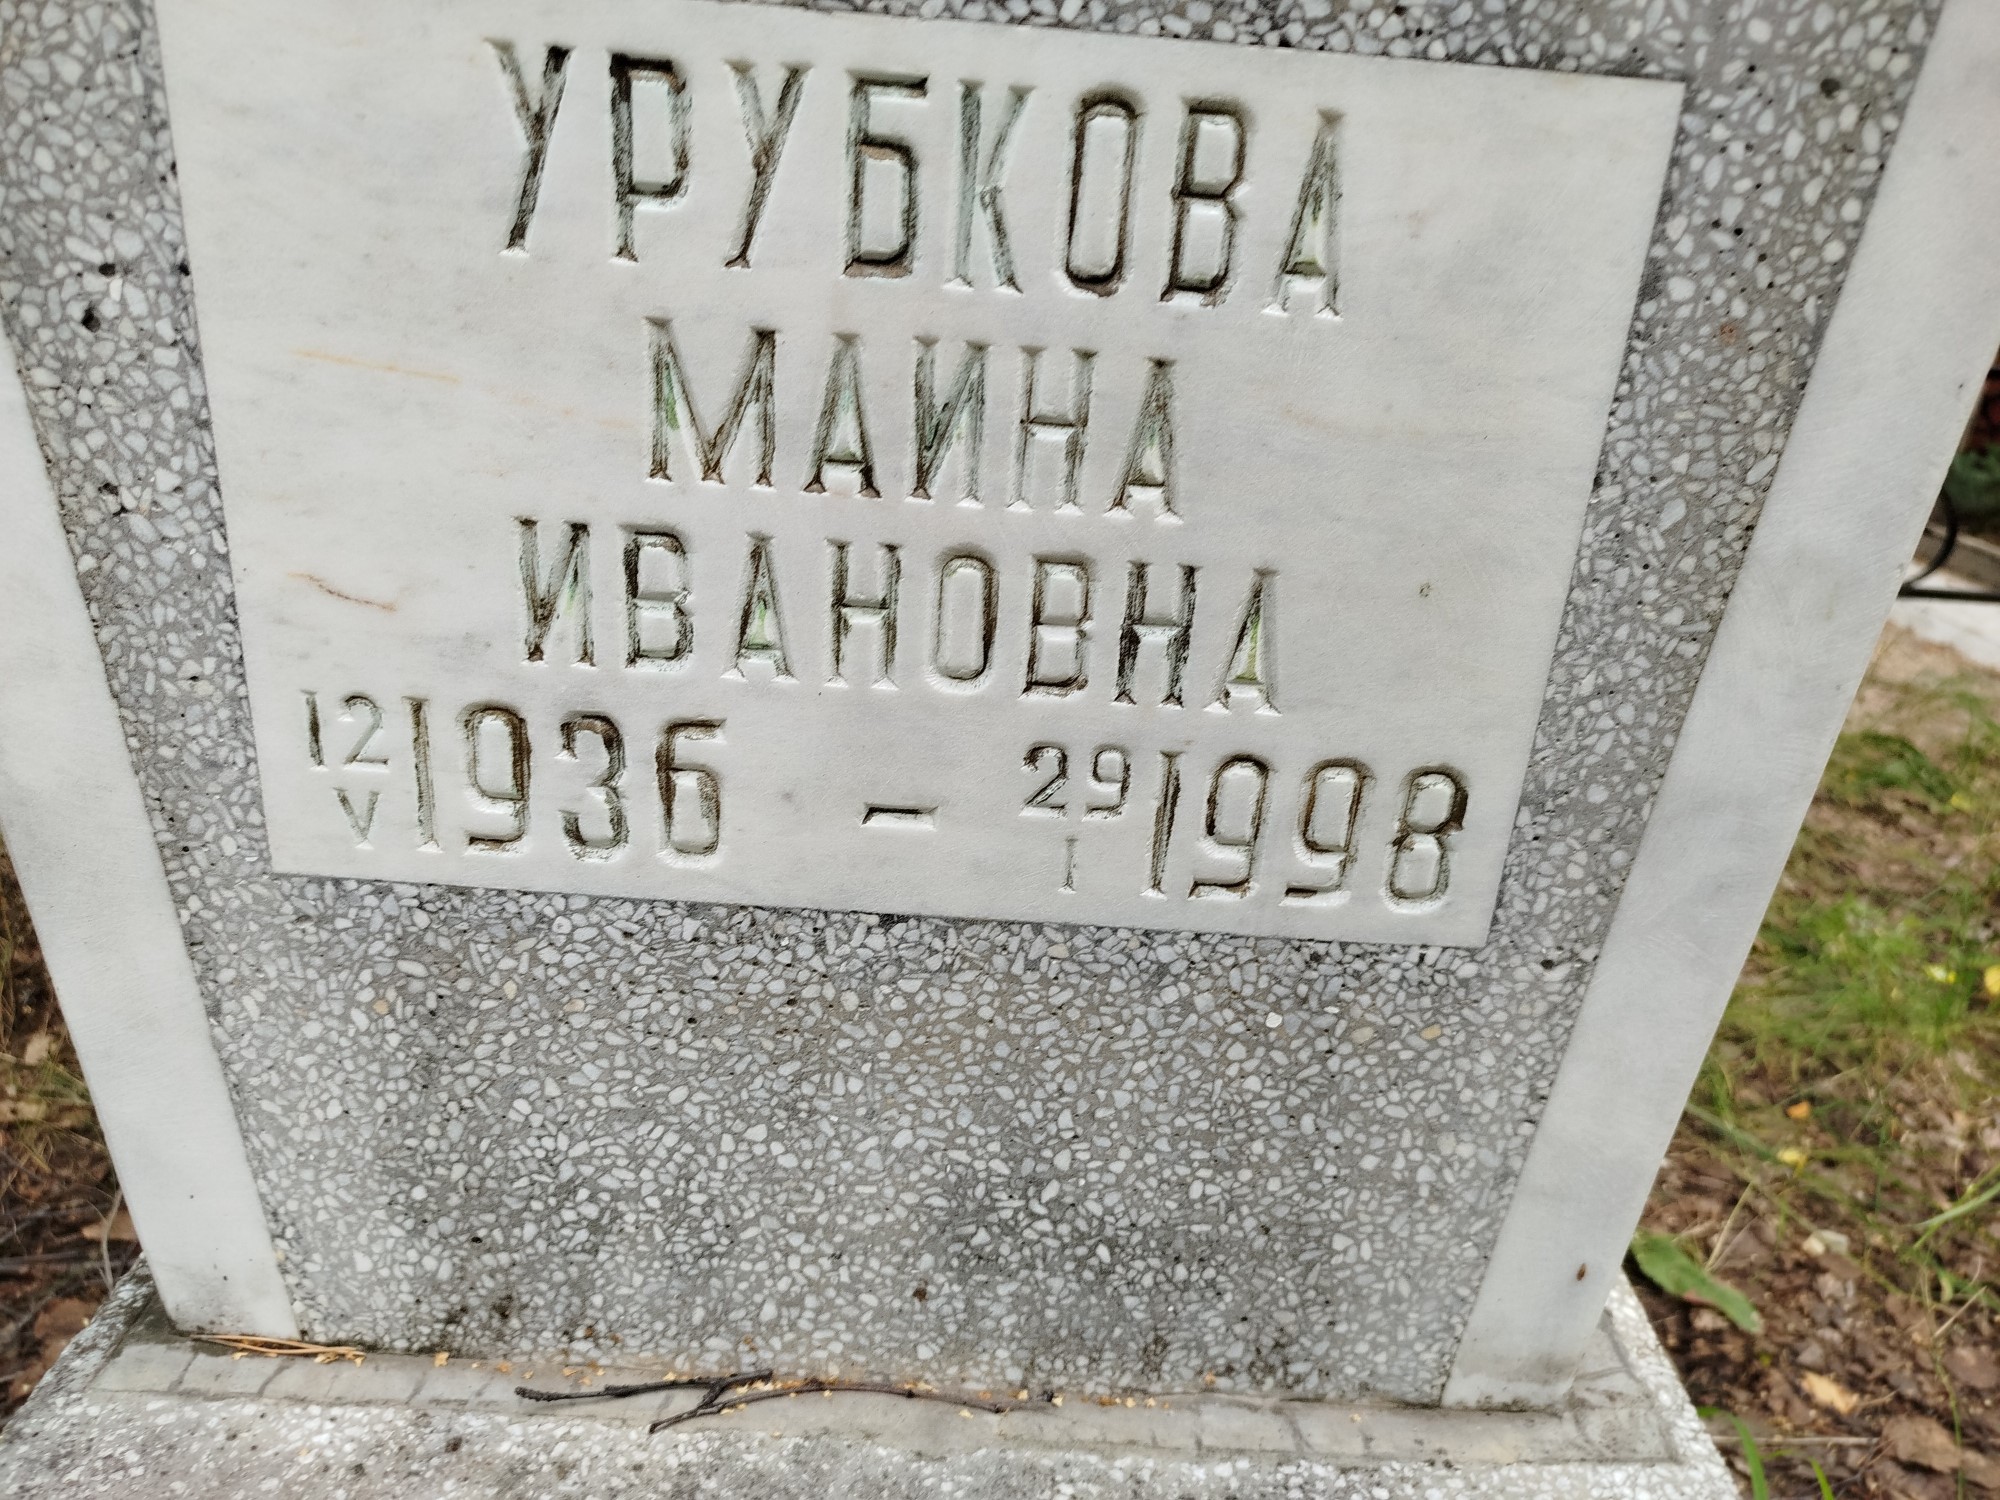 УРУБКОВА
МАИНА
ИВАНОВНА
12 V 1936 – 29 I 1998